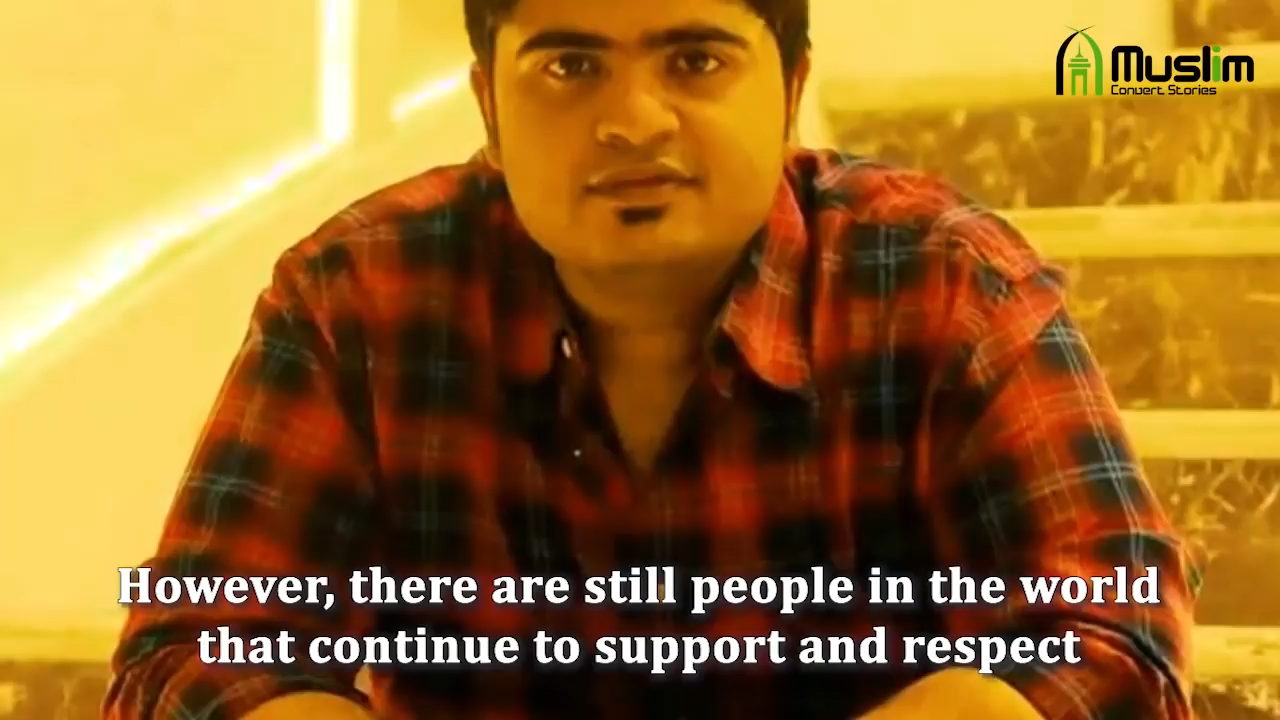 Muslim
Convert Stories
However, there are still people in the world
that continue to support and respect